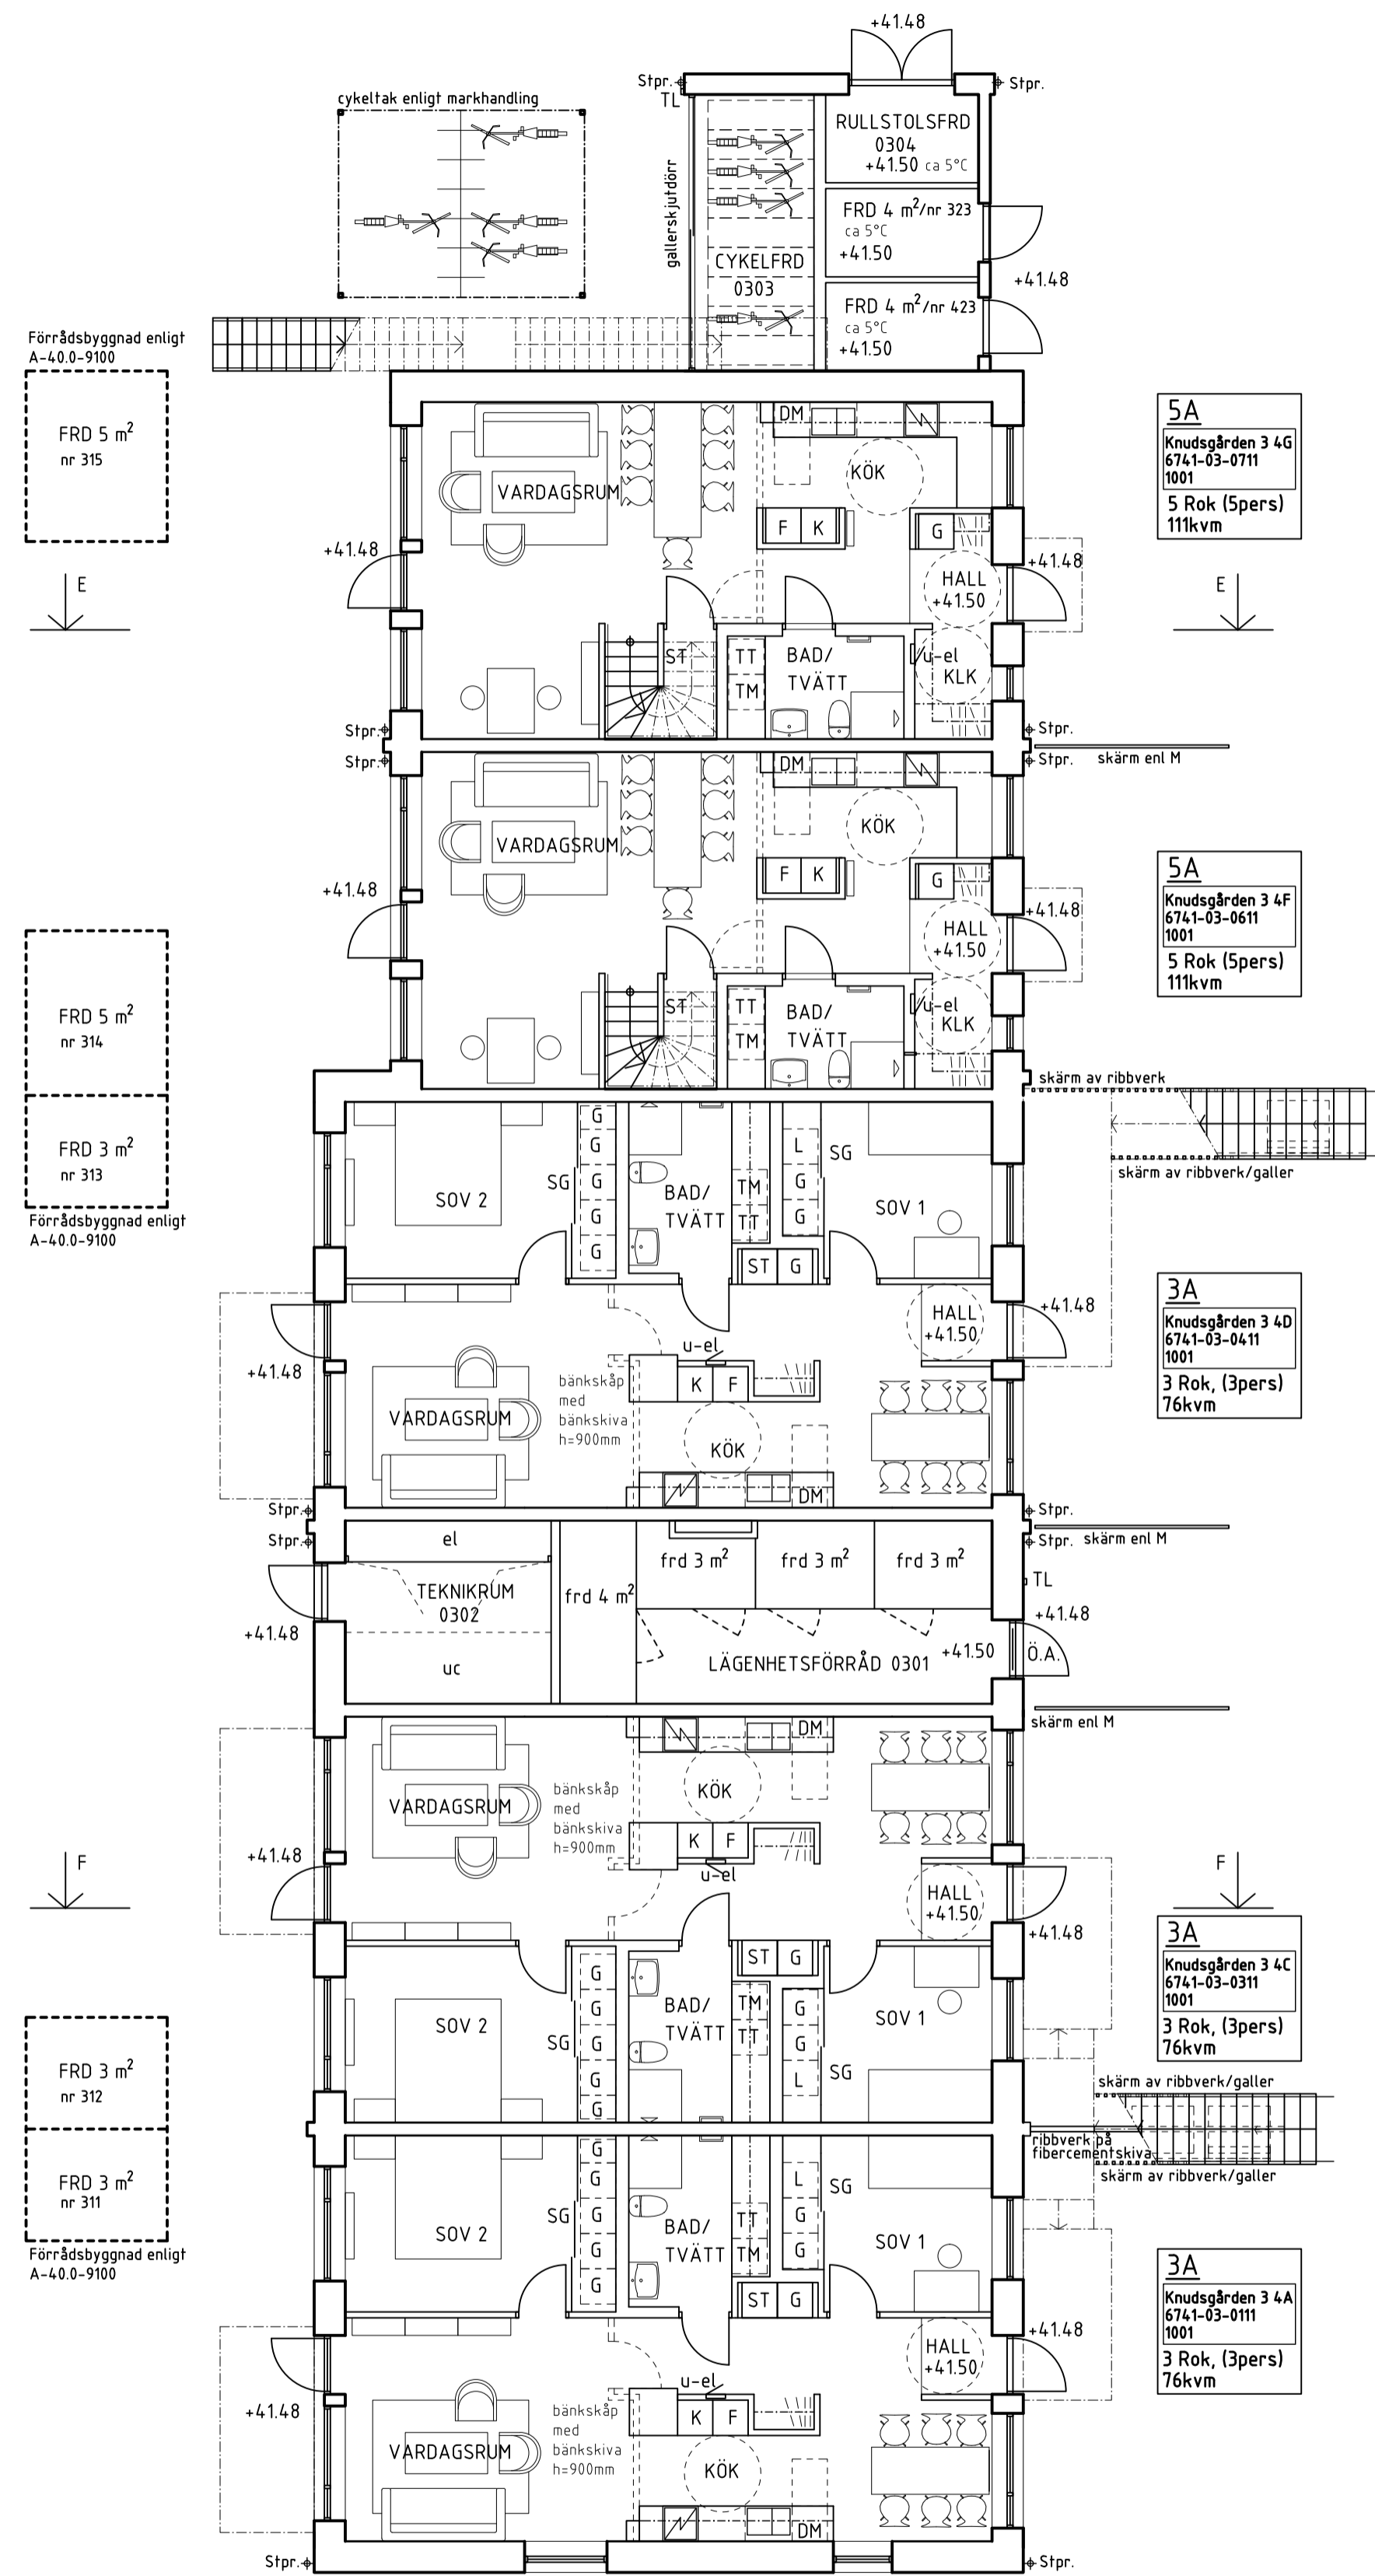 +41.48
Stpr.
TL
Stpr.
cykeltak enligt markhandling
RULLSTOLSFRD
0304
+41.50 ca 5°C
gallerskjutdörr
FRD 4 m²/nr 323
ca 5°C
+41.50
CYKELFRD
0303
+41.48
FRD 4 m²/nr 423
ca 5°C
+41.50
Förrådsbyggnad enligt
A-40.0-9100
FRD 5 m²
nr 315
DM
KÖK
VARDAGSRUM
F K
G
5A
Knudsgården 3 4G
6741-03-0711
1001
5 Rok (5pers)
111kvm
+41.48
+41.48
HALL
+41.50
E
E
ST
TT
TM
BAD/
TVÄTT
u-el
KLK
Stpr.
Stpr.
Stpr.
Stpr.
skärm enl M
DM
KÖK
VARDAGSRUM
F K
G
5A
Knudsgården 3 4F
6741-03-0611
1001
5 Rok (5pers)
111kvm
+41.48
+41.48
HALL
+41.50
FRD 5 m²
nr 314
ST
TT
TM
BAD/
TVÄTT
u-el
KLK
skärm av ribbverk
FRD 3 m²
nr 313
Förrådsbyggnad enligt
A-40.0-9100
skärm av ribbverk/galler
SOV 2
SG
G
G
G
G
G
BAD/
TVÄTT
TM
TT
L
G
G
SG
SOV 1
ST G
3A
Knudsgården 3 4D
6741-03-0411
1001
3 Rok, (3pers)
76kvm
+41.48
HALL
+41.50
+41.48
u-el
K F
bänkskåp
med
bänkskiva
h=900mm
VARDAGSRUM
KÖK
DM
Stpr.
Stpr.
Stpr.
Stpr.
skärm enl M
el
TEKNIKRUM
0302
uc
frd 4 m²
frd 3 m²
frd 3 m²
frd 3 m²
TL
+41.48
+41.48
LÄGENHETSFÖRRÅD 0301
+41.50
Ö.A.
skärm enl M
DM
KÖK
VARDAGSRUM
bänkskåp
med
bänkskiva
h=900mm
K F
u-el
+41.48
F
F
HALL
+41.50
+41.48
3A
Knudsgården 3 4C
6741-03-0311
1001
3 Rok, (3pers)
76kvm
ST G
SOV 2
SG
G
G
G
G
G
BAD/
TVÄTT
TM
TT
G
G
L
SG
SOV 1
FRD 3 m²
nr 312
skärm av ribbverk/galler
ribbverk på
fibercementskiva
skärm av ribbverk/galler
FRD 3 m²
nr 311
Förrådsbyggnad enligt
A-40.0-9100
SOV 2
SG
G
G
G
G
G
BAD/
TVÄTT
TT
TM
L
G
G
SG
SOV 1
ST G
3A
Knudsgården 3 4A
6741-03-0111
1001
3 Rok, (3pers)
76kvm
+41.48
HALL
+41.50
+41.48
u-el
K F
bänkskåp
med
bänkskiva
h=900mm
VARDAGSRUM
KÖK
DM
Stpr.
Stpr.